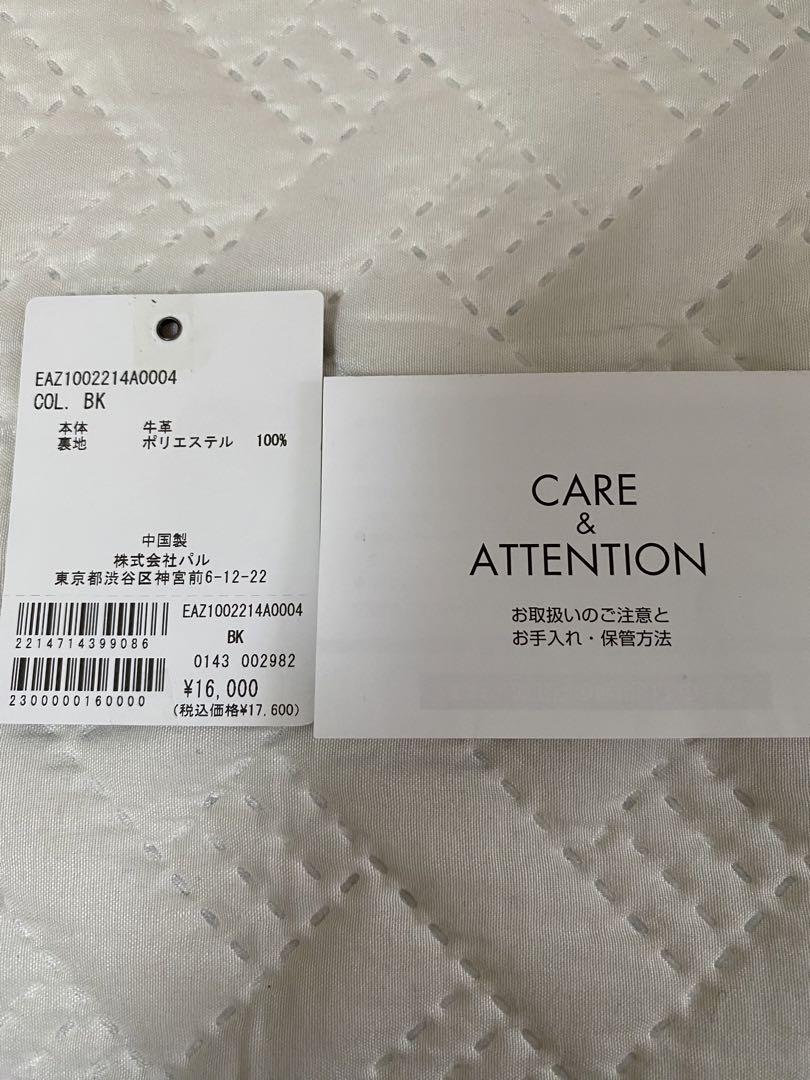 EAZ1002214A0004
COL. BK
本体 牛革
裏地 ポリエステル 100%
中国製
株式会社パル
東京都渋谷区神宮前6-12-22
EAZ1002214A0004
BK
2214714399086
0143 002982
¥16,000
2300000160000
(税込価格¥17,600)
CARE
&
ATTENTION
お取扱いのご注意と
お手入れ・保管方法